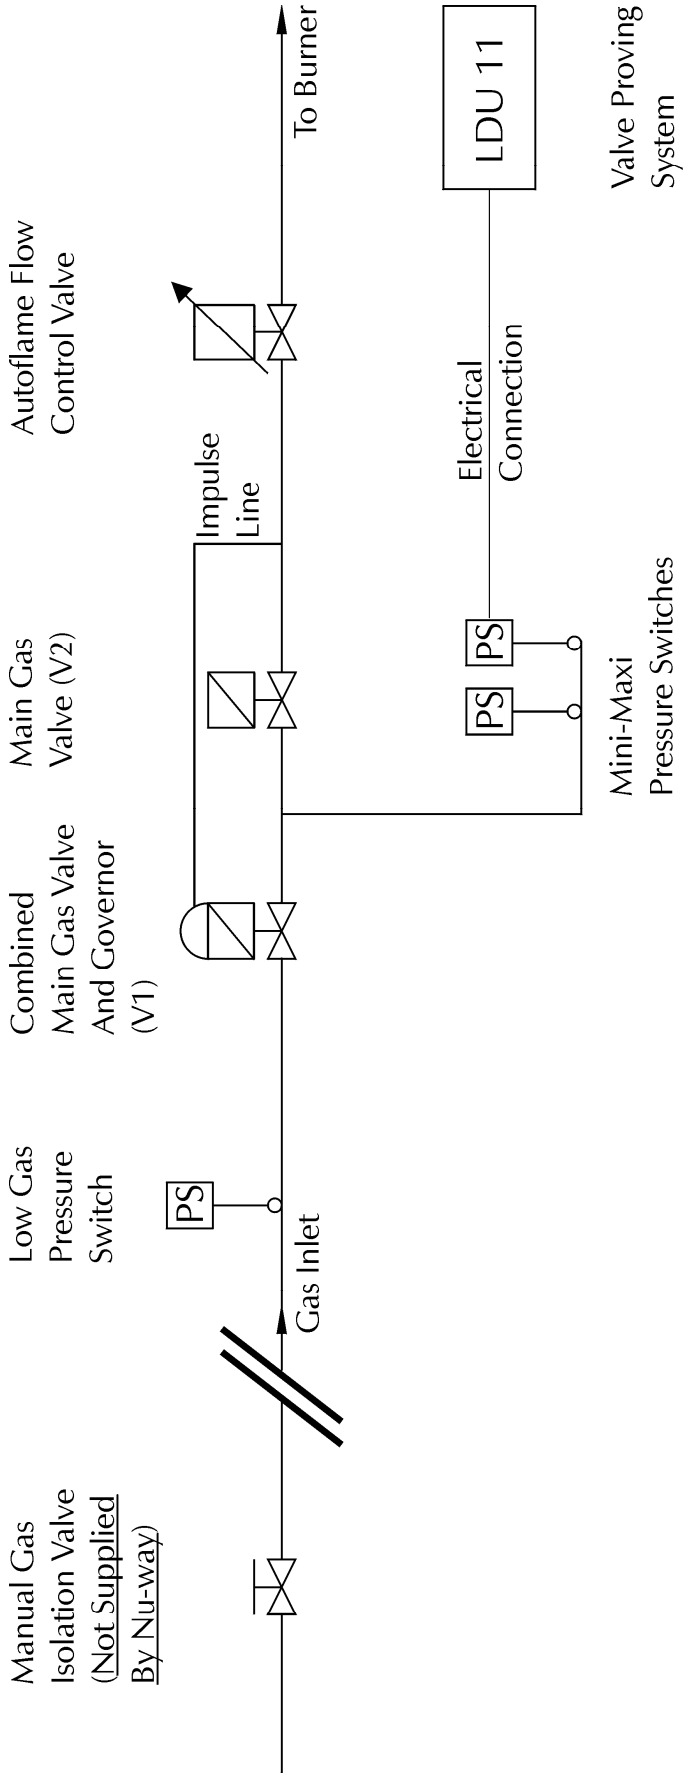 Manual Gas
Isolation Valve
(Not Supplied
By Nu-way)
Low Gas
Pressure
Switch
Combined
Main Gas Valve
And Governor
(V1)
Main Gas
Valve (V2)
Autoflame Flow
Control Valve
PS
Impulse
Line
Gas Inlet
To Burner
PS
PS
Electrical
Connection
LDU 11
Mini-Maxi
Pressure Switches
Valve Proving
System